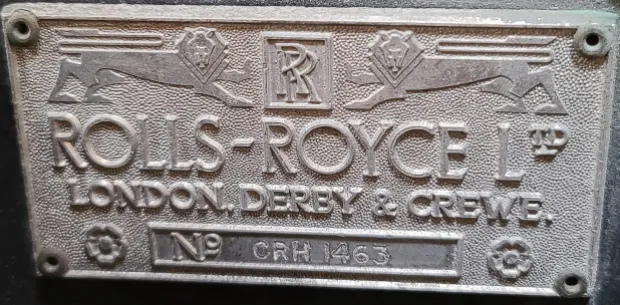 RR
ROLLS-ROYCE LTD
LONDON, DERBY & CREWE.
Nº CRH 1463